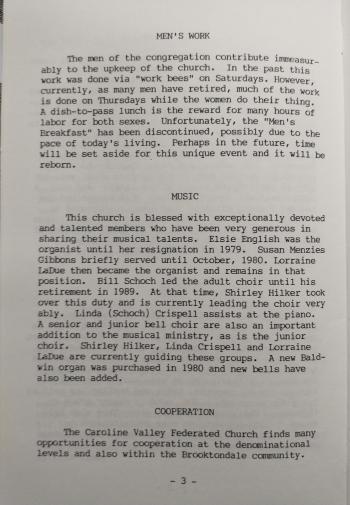 MEN'S WORK
The men of the congregation contribute immeasur-
ably to the upkeep of the church. In the past this
work was done via "work bees" on Saturdays. However,
currently, as many men have retired, much of the work
is done on Thursdays while the women do their thing.
A dish-to-pass lunch is the reward for many hours of
labor for both sexes. Unfortunately, the "Men's
Breakfast" has been discontinued, possibly due to the
pace of today's living. Perhaps in the future, time
will be set aside for this unique event and it will be
reborn.
MUSIC
This church is blessed with exceptionally devoted
and talented members who have been very generous in
sharing their musical talents. Elsie English was the
organist until her resignation in 1979. Susan Menzies
Gibbons briefly served until October, 1980. Lorraine
LaDue then became the organist and remains in that
position. Bill Schoch led the adult choir until his
retirement in 1989. At that time, Shirley Hilker took
over this duty and is currently leading the choir very
ably. Linda (Schoch) Crispell assists at the piano.
A senior and junior bell choir are also an important
addition to the musical ministry, as is the junior
choir. Shirley Hilker, Linda Crispell and Lorraine
LaDue are currently guiding these groups. A new Bald-
win organ was purchased in 1980 and new bells have
also been added.
COOPERATION
The Caroline Valley Federated Church finds many
opportunities for cooperation at the denominational
levels and also within the Brooktondale community.
- 3 -